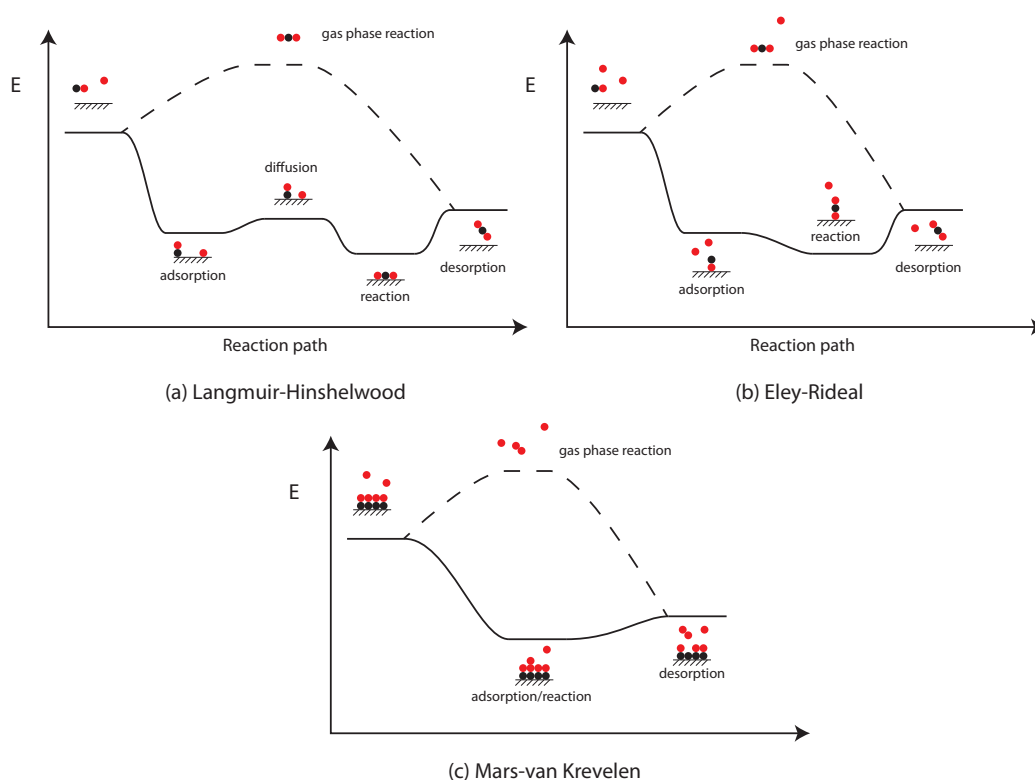 gas phase reaction
E
diffusion
adsorption
reaction
desorption
Reaction path
(a) Langmuir-Hinshelwood
gas phase reaction
E
reaction
adsorption
desorption
Reaction path
(b) Eley-Rideal
gas phase reaction
E
adsorption/reaction
desorption
(c) Mars-van Krevelen